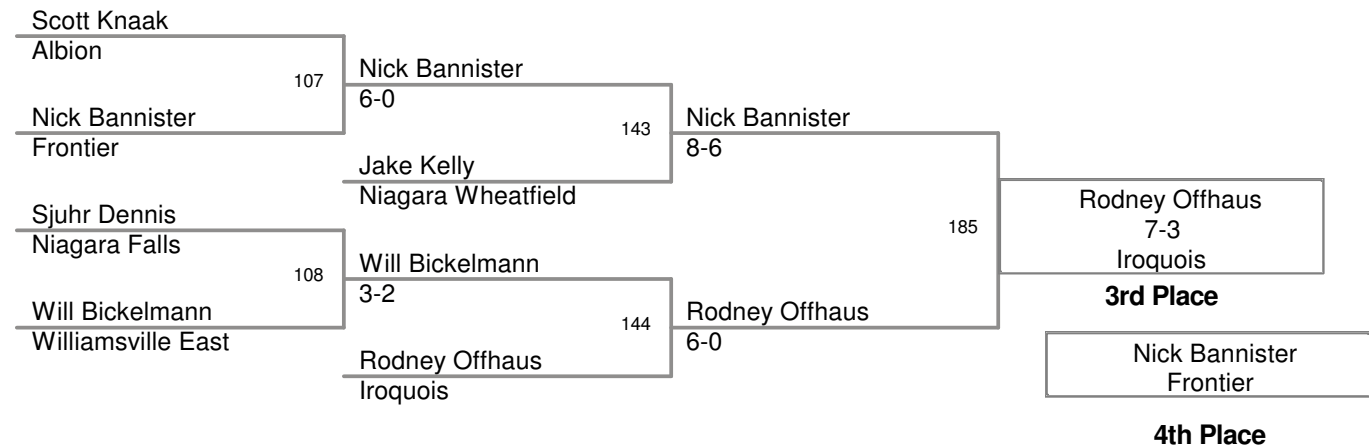 Scott Knaak
Albion
107
Nick Bannister
6-0
Nick Bannister
Frontier
143
Nick Bannister
8-6
Jake Kelly
Niagara Wheatfield
Sjuhr Dennis
Niagara Falls
185
Rodney Offhaus
7-3
Iroquois
3rd Place
108
Will Bickelmann
3-2
Will Bickelmann
Williamsville East
144
Rodney Offhaus
6-0
Rodney Offhaus
Iroquois
Nick Bannister
Frontier
4th Place